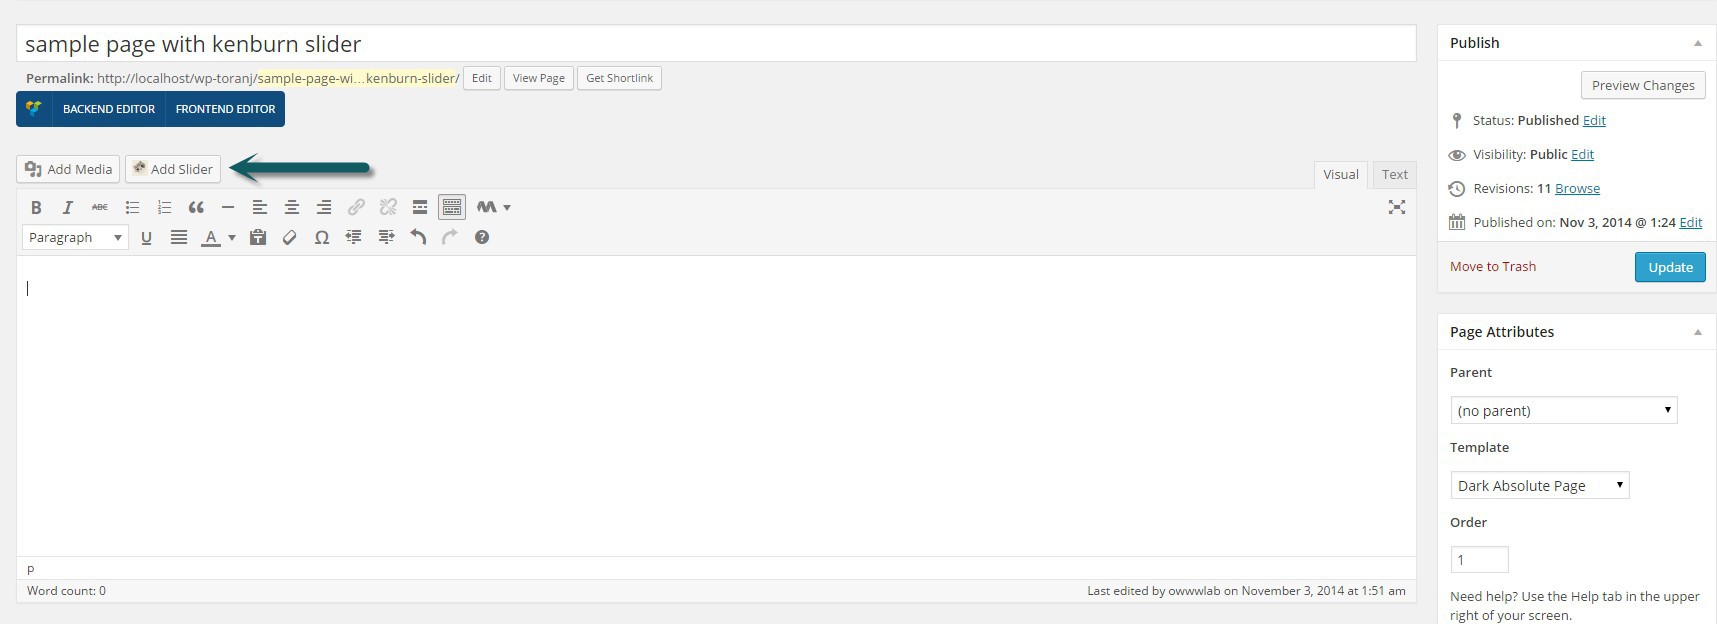 sample page with kenburn slider
Permalink: http://localhost/wp-toranj/sample-page-wi…kenburn-slider/ Edit View Page Get Shortlink
BACKEND EDITOR FRONTEND EDITOR
Add Media Add Slider
Visual Text
B I ABC
Paragraph U A Ω
p
Word count: 0
Last edited by owwwlab on November 3, 2014 at 1:51 am
Publish
Preview Changes
Status: Published Edit
Visibility: Public Edit
Revisions: 11 Browse
Published on: Nov 3, 2014 @ 1:24 Edit
Move to Trash Update
Page Attributes
Parent
(no parent)
Template
Dark Absolute Page
Order
1
Need help? Use the Help tab in the upper
right of your screen.